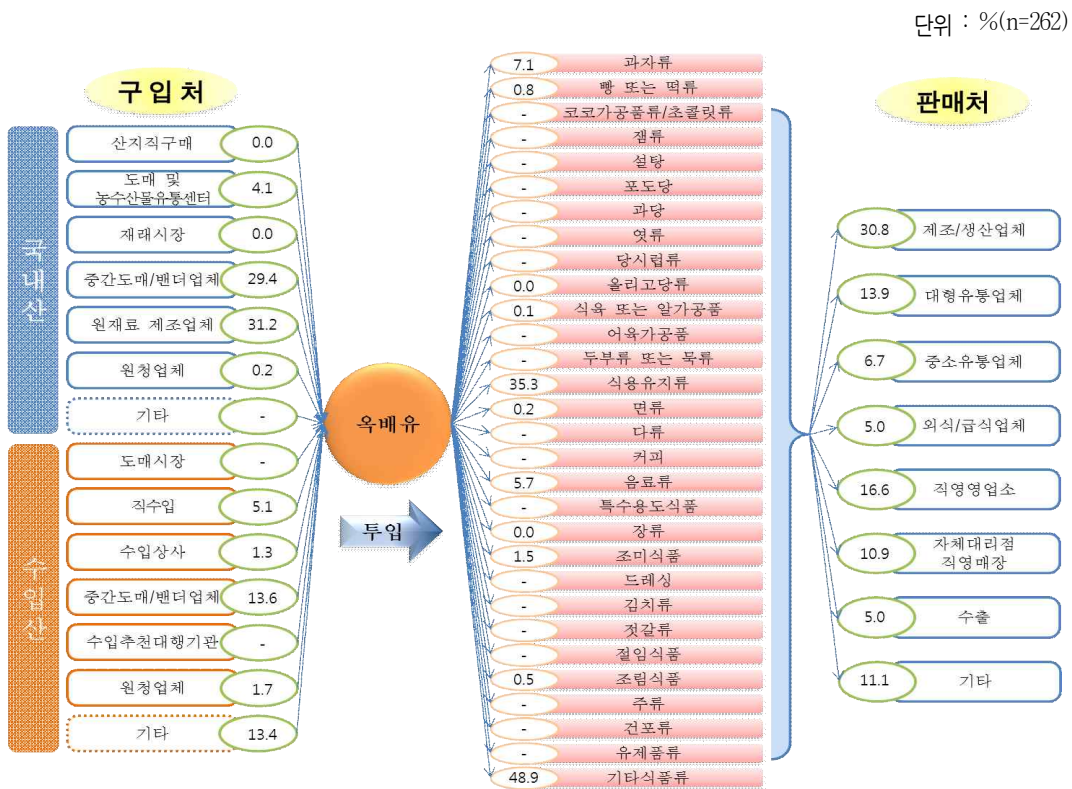 단위 : %(n=262)
구입처
국내산
산지직구매 0.0
도매 및
농수산물유통센터 4.1
재래시장 0.0
중간도매/밴더업체 29.4
원재료 제조업체 31.2
원청업체 0.2
기타 -
수입산
도매시장 -
직수입 5.1
수입상사 1.3
중간도매/밴더업체 13.6
수입추천대행기관 -
원청업체 1.7
기타 13.4
옥배유
투입
7.1 과자류
0.8 빵 또는 떡류
- 코코가공품류/초콜릿류
- 잼류
- 설탕
- 포도당
- 과당
- 엿류
- 당시럽류
0.0 올리고당류
0.1 식육 또는 알가공품
- 어육가공품
- 두부류 또는 묵류
35.3 식용유지류
0.2 면류
- 다류
- 커피
5.7 음료류
- 특수용도식품
0.0 장류
1.5 조미식품
- 드레싱
- 김치류
- 젓갈류
- 절임식품
0.5 조림식품
- 주류
- 건포류
- 유제품류
48.9 기타식품류
판매처
30.8 제조/생산업체
13.9 대형유통업체
6.7 중소유통업체
5.0 외식/급식업체
16.6 직영영업소
10.9 자체대리점
직영매장
5.0 수출
11.1 기타